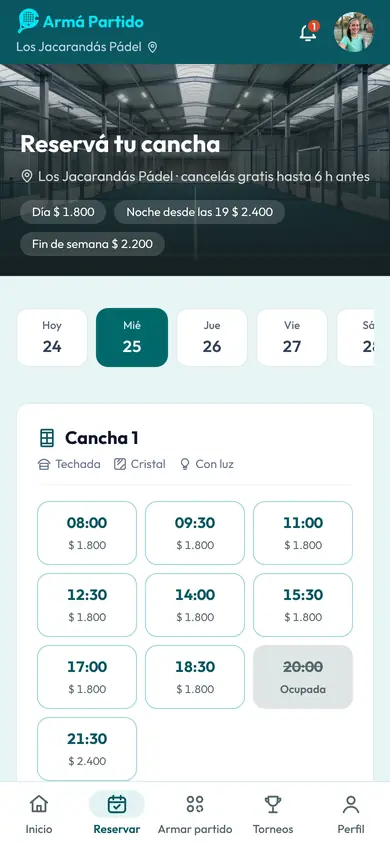 Armá Partido
Los Jacarandás Pádel
1
Reservá tu cancha
Los Jacarandás Pádel · cancelás gratis hasta 6 h antes
Día $ 1.800
Noche desde las 19 $ 2.400
Fin de semana $ 2.200
Hoy
24
Mié
25
Jue
26
Vie
27
Cancha 1
Techada
Cristal
Con luz
08:00
$ 1.800
09:30
$ 1.800
11:00
$ 1.800
12:30
$ 1.800
14:00
$ 1.800
15:30
$ 1.800
17:00
$ 1.800
18:30
$ 1.800
20:00
Ocupada
21:30
$ 2.400
Inicio
Reservar
Armar partido
Torneos
Perfil